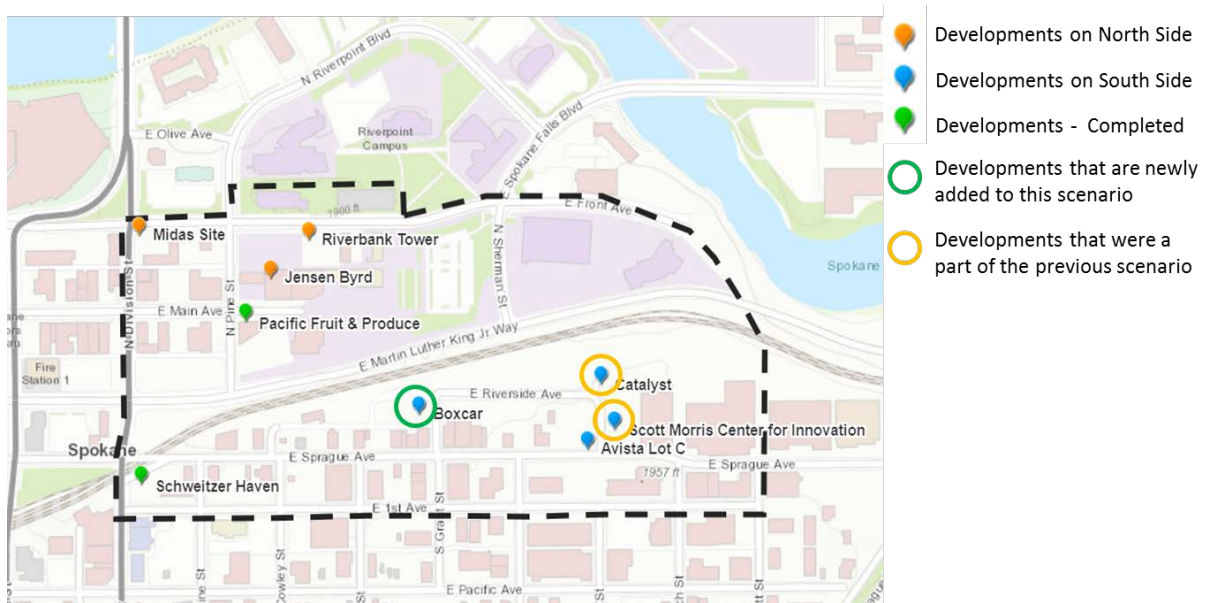 N Riverpoint Blvd
E Olive Ave
Riverpoint
Campus
E Spokane Falls Blvd
1900 ft
E Front Ave
Midas Site
Riverbank Tower
N Division St
Jensen Byrd
N Sherman St
Spokane
E Main Ave
N Pine St
Pacific Fruit & Produce
E Martin Luther King Jr Way
Fire
Station 1
Catalyst
E Riverside Ave
Boxcar
Scott Morris Center for Innovation
Avista Lot C
Spokane
E Sprague Ave
E Sprague Ave
1957 ft
Schweitzer Haven
E 1st Ave
S Grant St
E Pacific Ave
Developments on North Side
Developments on South Side
Developments - Completed
Developments that are newly
added to this scenario
Developments that were a
part of the previous scenario